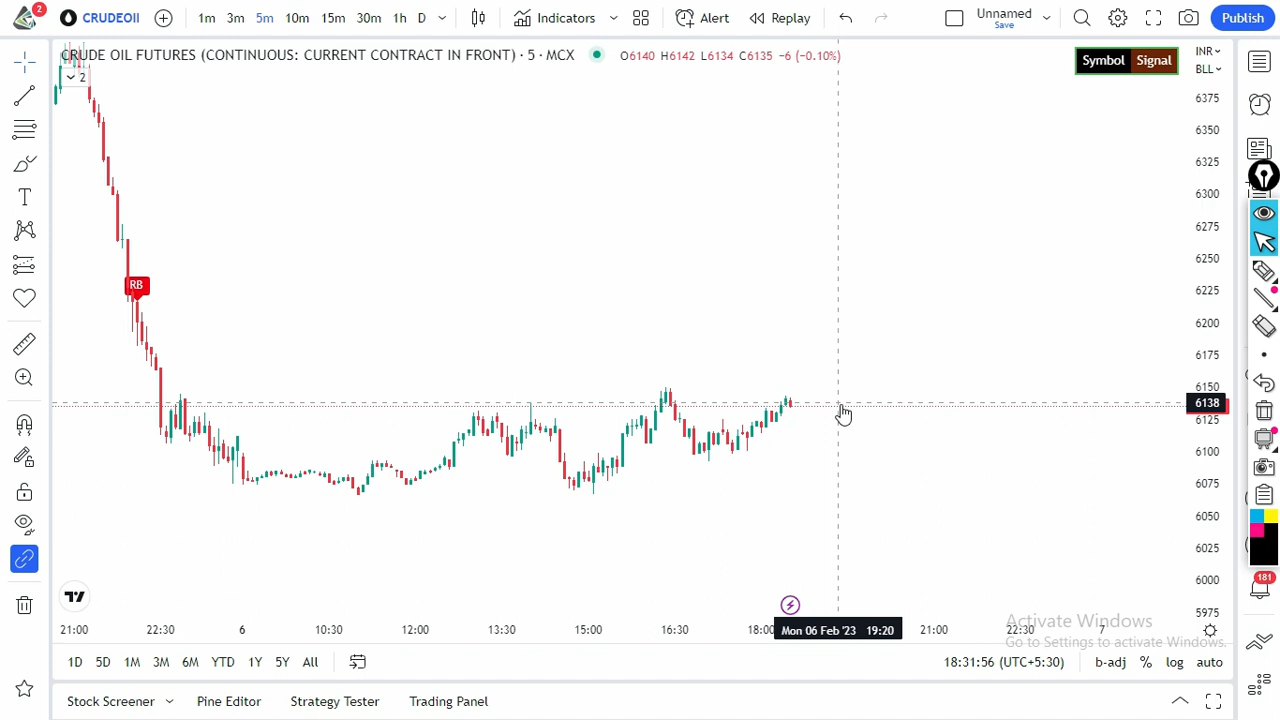 2
CRUDEOII
1m 3m 5m 10m 15m 30m 1h D
Indicators
Alert
Replay
Unnamed
Save
Publish
CRUDE OIL FUTURES (CONTINUOUS: CURRENT CONTRACT IN FRONT) · 5 · MCX
O6140 H6142 L6134 C6135 −6 (−0.10%)
2
Symbol Signal
INR
BLL
6375
6350
6325
6300
6275
6250
6225
6200
6175
6150
6138
6125
6100
6075
6050
6025
6000
5975
RB
T
21:00 22:30 6 10:30 12:00 13:30 15:00 16:30 18:00 Mon 06 Feb '23 19:20 21:00 22:30 7
Activate Windows
Go to Settings to activate Windows.
181
1D 5D 1M 3M 6M YTD 1Y 5Y All
18:31:56 (UTC+5:30) b-adj % log auto
Stock Screener Pine Editor Strategy Tester Trading Panel